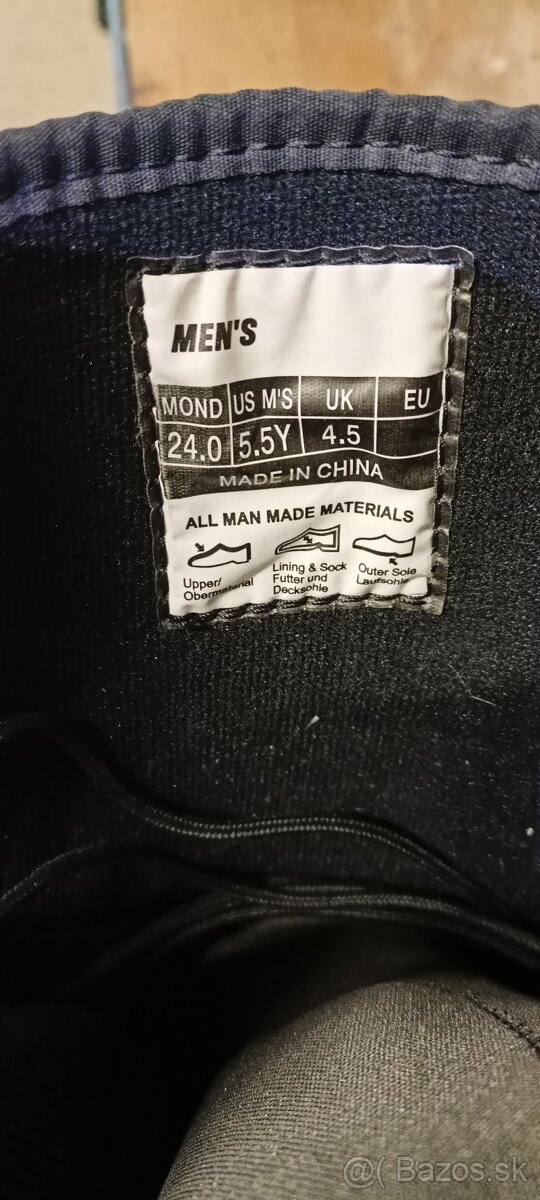 MEN'S
MOND US M'S UK EU
24.0 5.5Y 4.5
MADE IN CHINA
ALL MAN MADE MATERIALS
Upper/
Obermaterial
Lining & Sock
Futter und
Decksohle
Outer Sole
Laufsohle
@( Bazos.sk